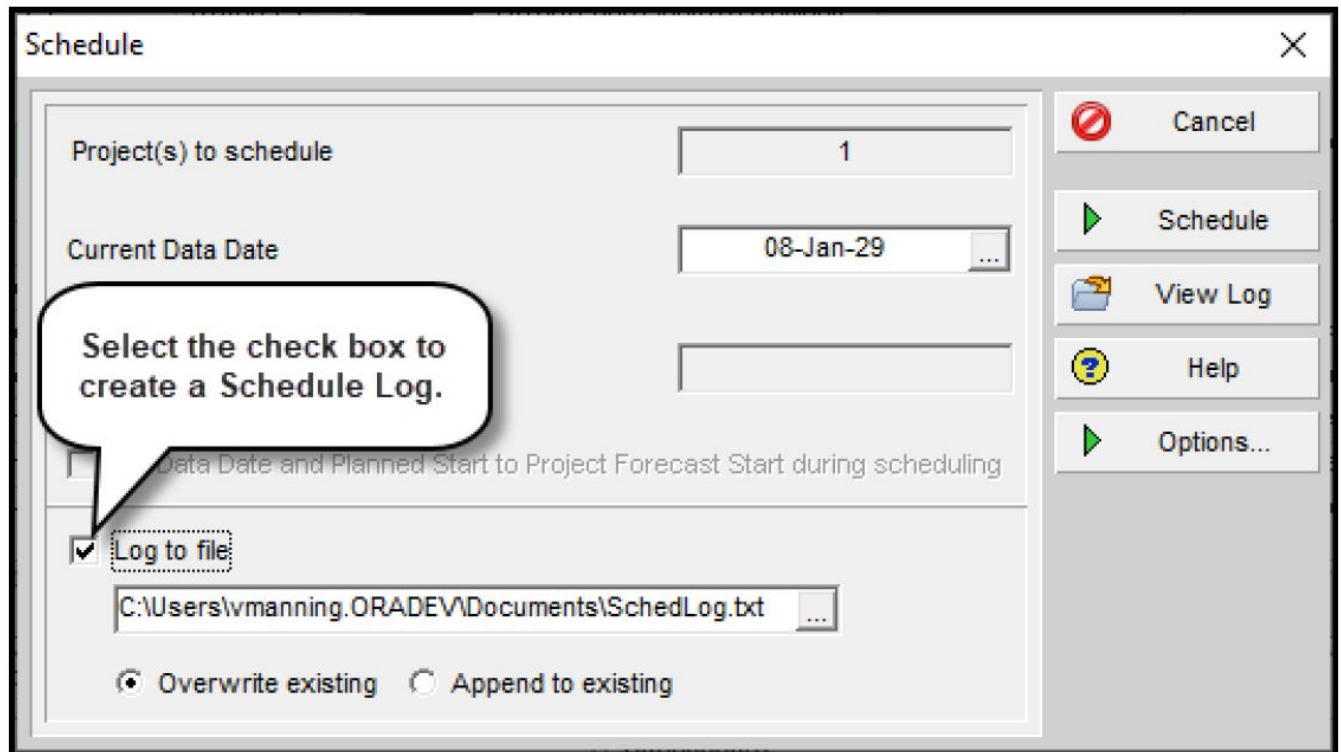 Schedule
Cancel
Project(s) to schedule
1
Schedule
Current Data Date
08-Jan-29
...
View Log
Select the check box to
create a Schedule Log.
Help
Options...
Data Date and Planned Start to Project Forecast Start during scheduling
Log to file
C:\Users\vmanning.ORADEV\Documents\SchedLog.txt
...
Overwrite existing
Append to existing